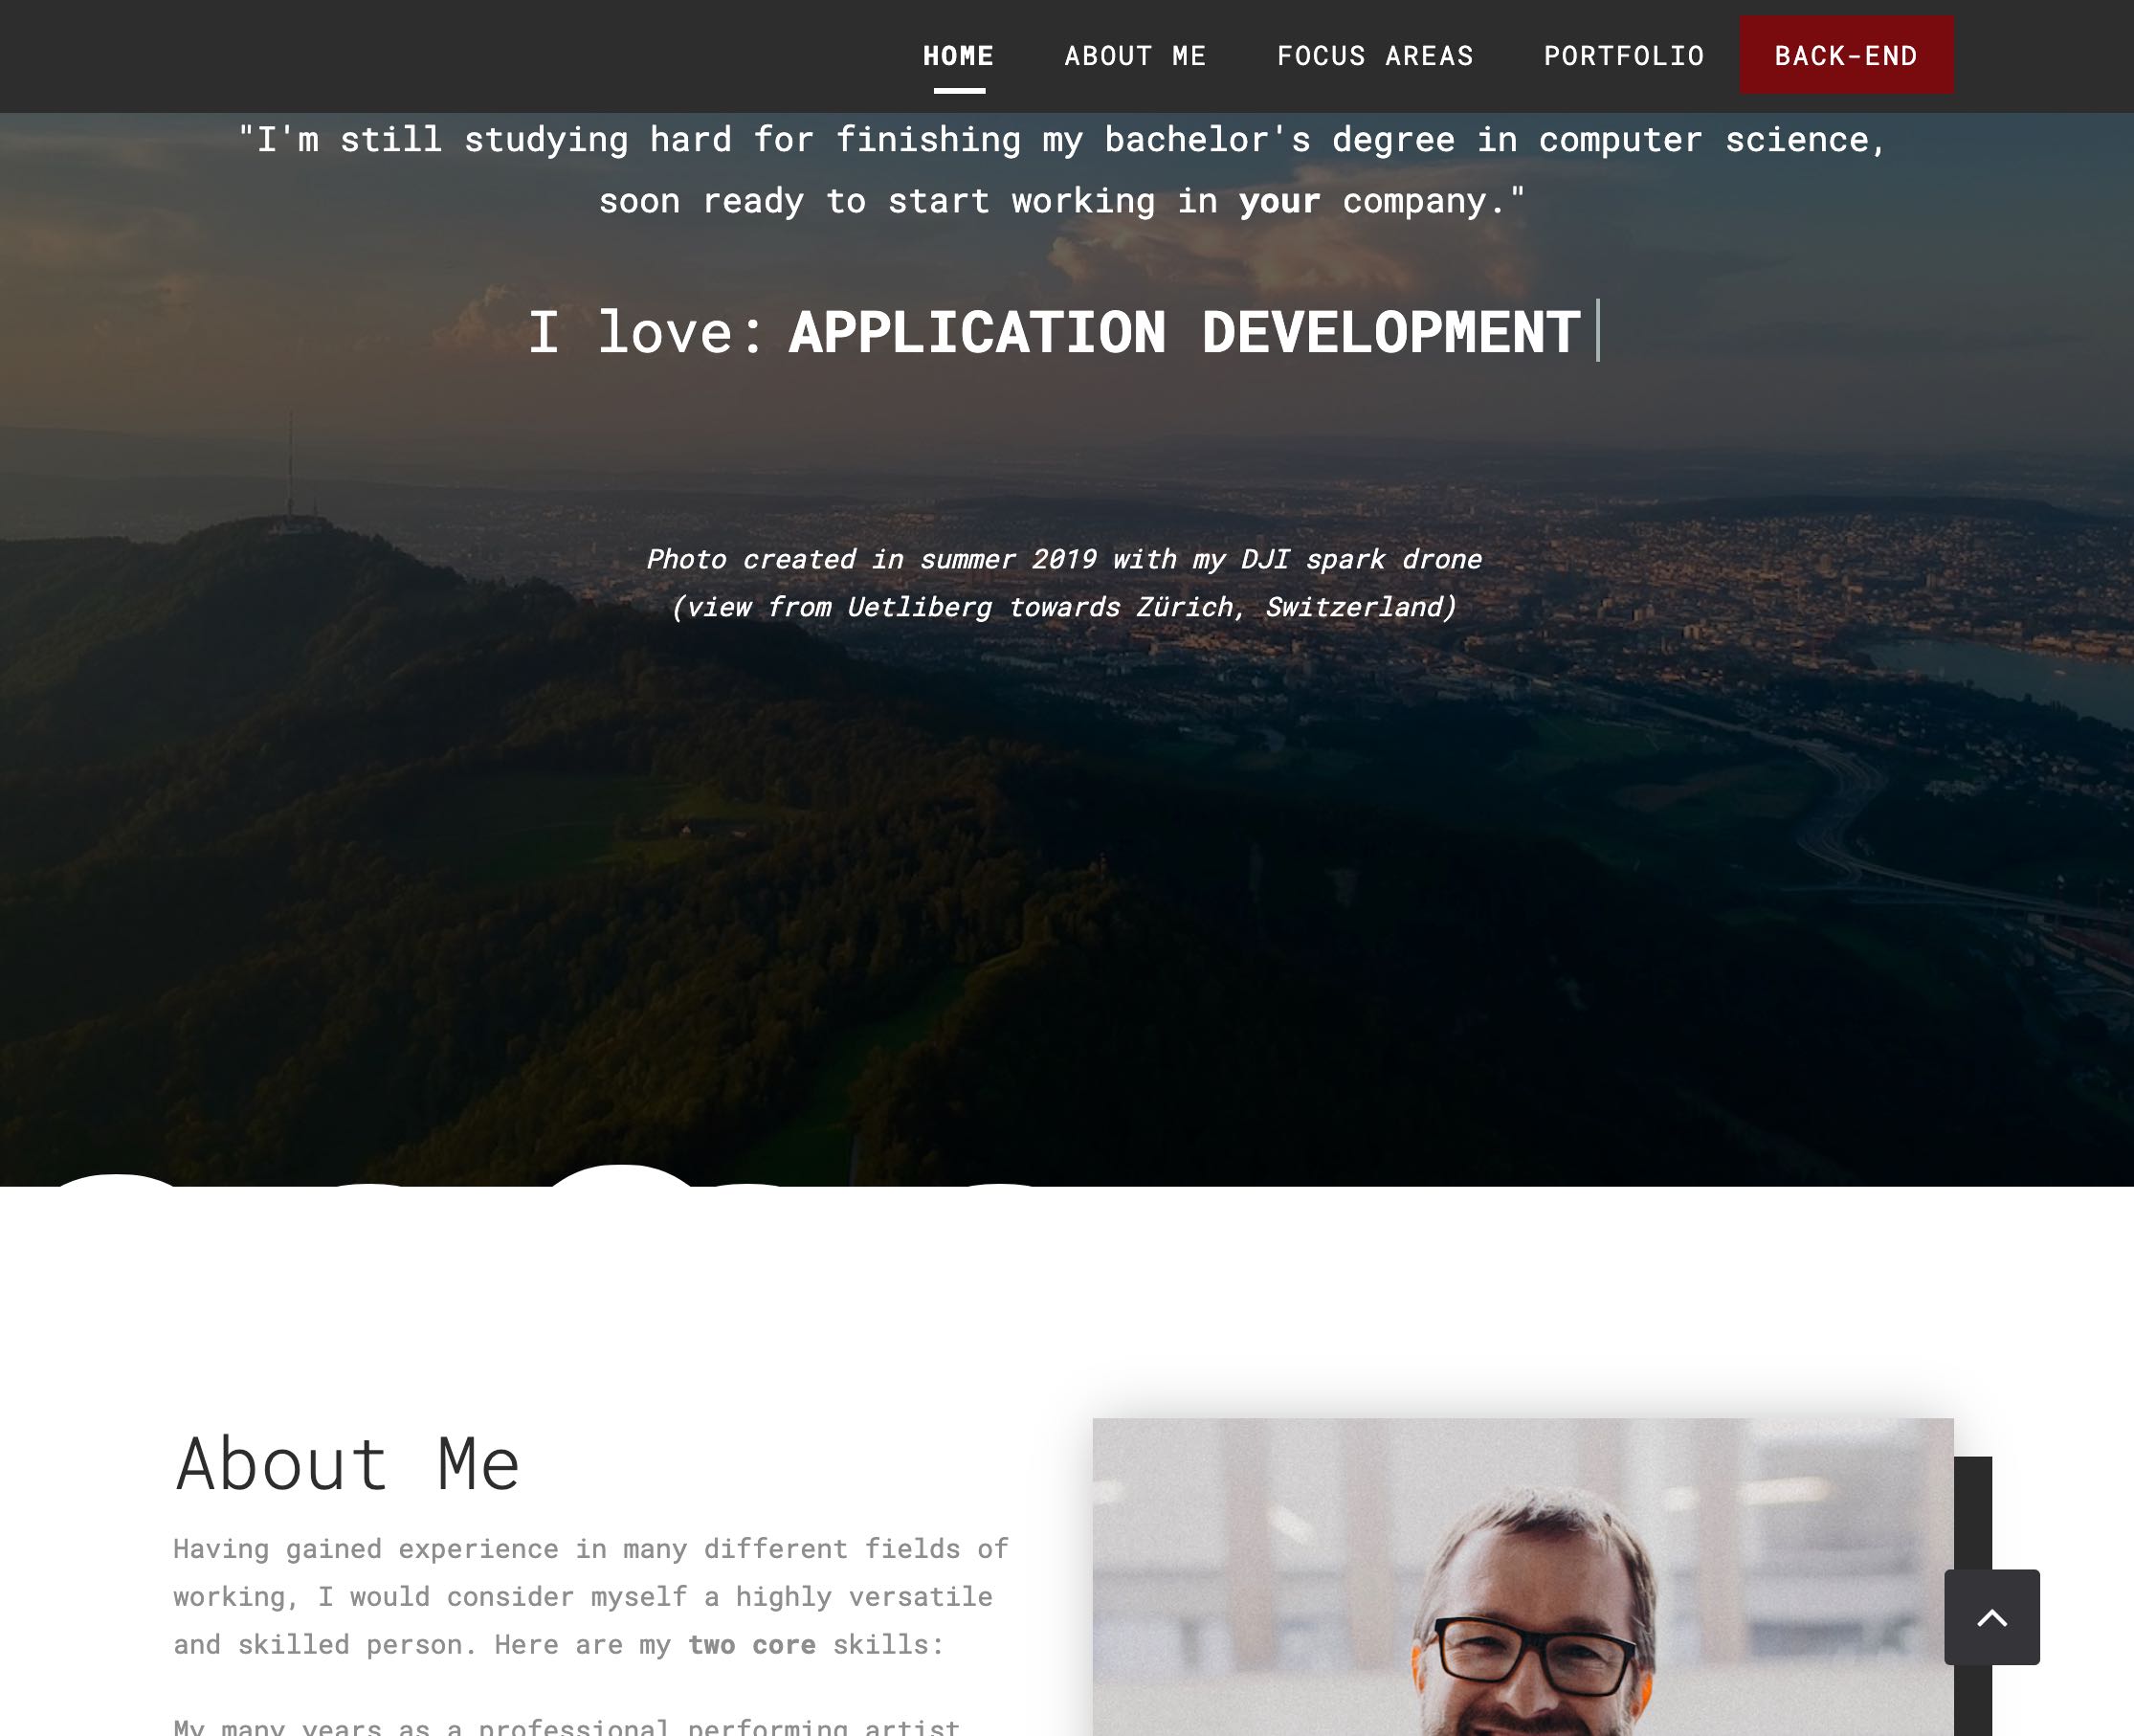 HOME ABOUT ME FOCUS AREAS PORTFOLIO BACK-END
"I'm still studying hard for finishing my bachelor's degree in computer science,
soon ready to start working in your company."
I love: APPLICATION DEVELOPMENT
Photo created in summer 2019 with my DJI spark drone
(view from Uetliberg towards Zürich, Switzerland)
About Me
Having gained experience in many different fields of
working, I would consider myself a highly versatile
and skilled person. Here are my two core skills:
My many years as a professional performing artist